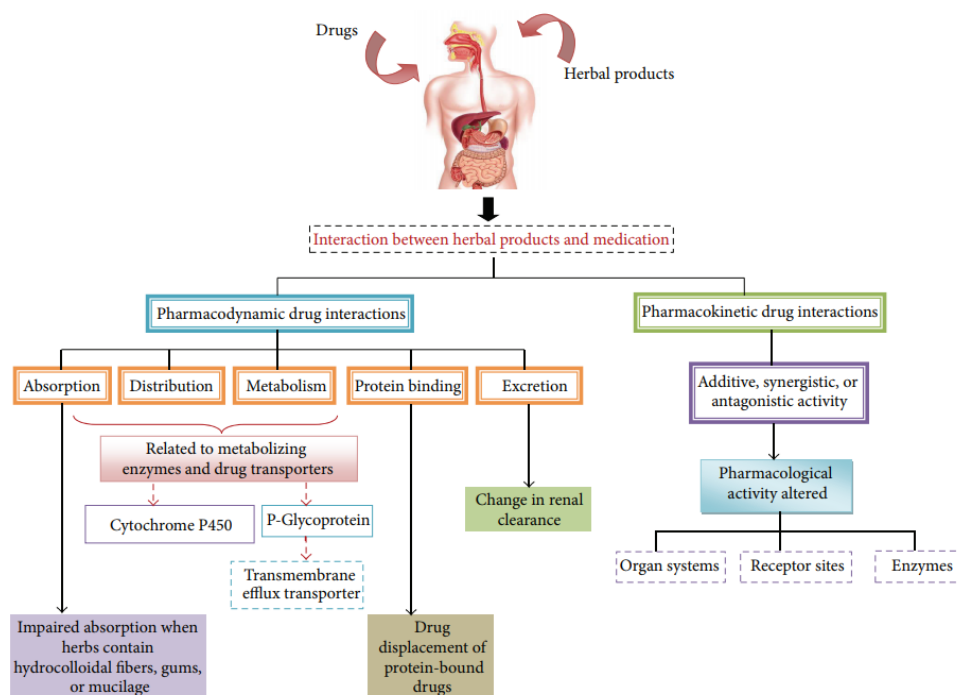 Drugs
Herbal products
Interaction between herbal products and medication
Pharmacodynamic drug interactions
Pharmacokinetic drug interactions
Absorption
Distribution
Metabolism
Protein binding
Excretion
Additive, synergistic, or
antagonistic activity
Related to metabolizing
enzymes and drug transporters
Pharmacological
activity altered
Cytochrome P450
P-Glycoprotein
Change in renal
clearance
Organ systems
Receptor sites
Enzymes
Transmembrane
efflux transporter
Impaired absorption when
herbs contain
hydrocolloidal fibers, gums,
or mucilage
Drug
displacement of
protein-bound
drugs